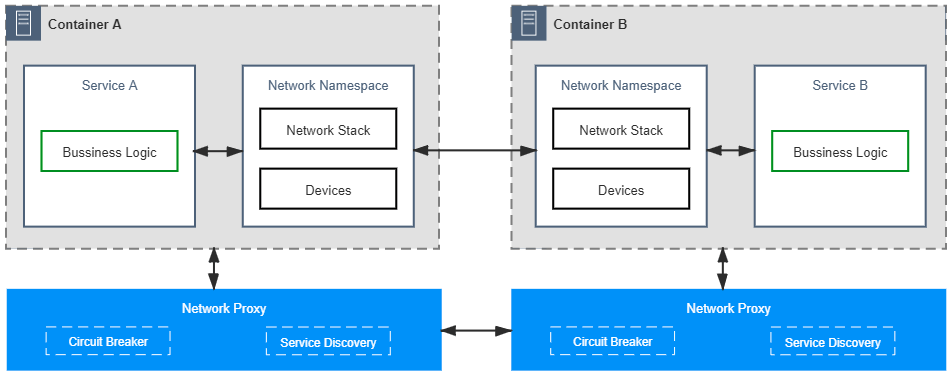 Container A
Service A
Bussiness Logic
Network Namespace
Network Stack
Devices
Container B
Network Namespace
Network Stack
Devices
Service B
Bussiness Logic
Network Proxy
Circuit Breaker
Service Discovery
Network Proxy
Circuit Breaker
Service Discovery